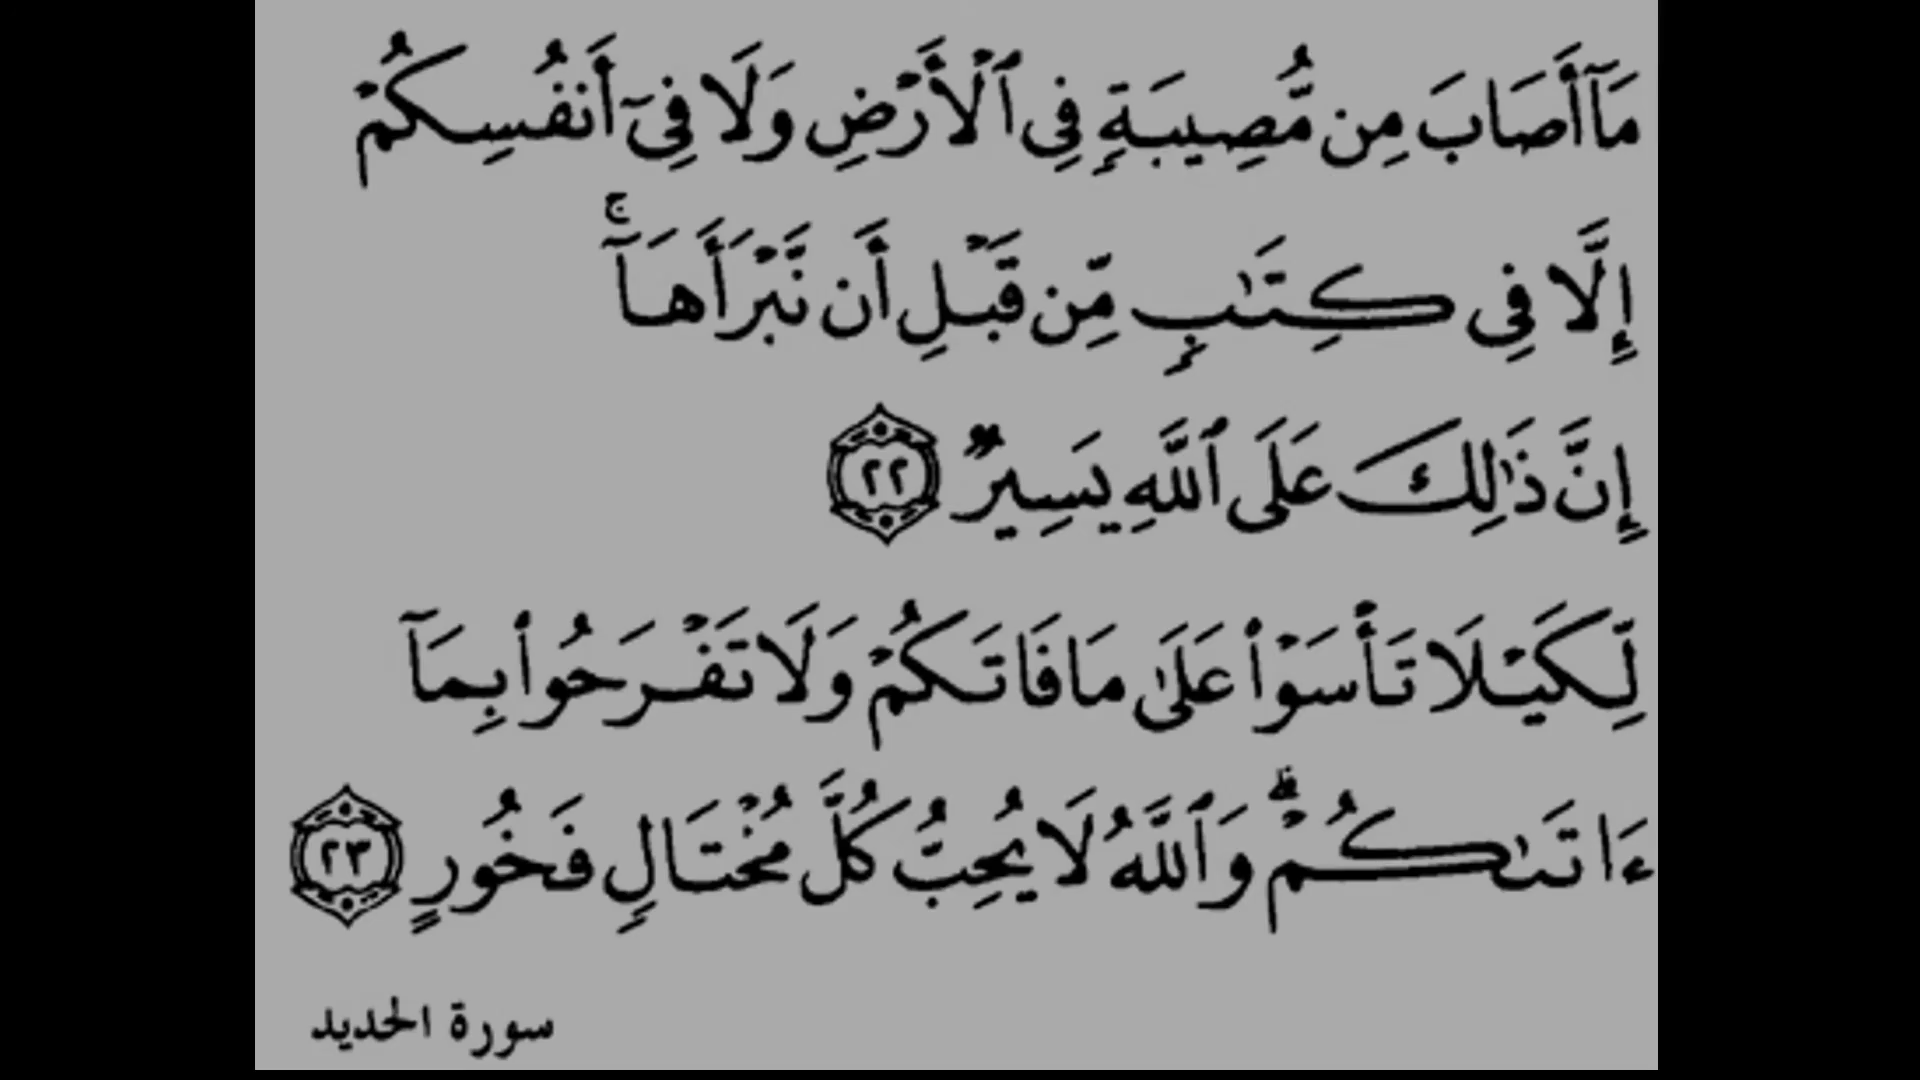 مَآ أَصَابَ مِن مُّصِيبَةٍ فِى ٱلْأَرْضِ وَلَا فِىٓ أَنفُسِكُمْ
إِلَّا فِى كِتَٰبٍ مِّن قَبْلِ أَن نَّبْرَأَهَآ ۚ
إِنَّ ذَٰلِكَ عَلَى ٱللَّهِ يَسِيرٌ ٢٢
لِّكَيْلَا تَأْسَوْا۟ عَلَىٰ مَا فَاتَكُمْ وَلَا تَفْرَحُوا۟ بِمَآ
ءَاتَىٰكُمْ ۗ وَٱللَّهُ لَا يُحِبُّ كُلَّ مُخْتَالٍ فَخُورٍ ٢٣
سورة الحديد